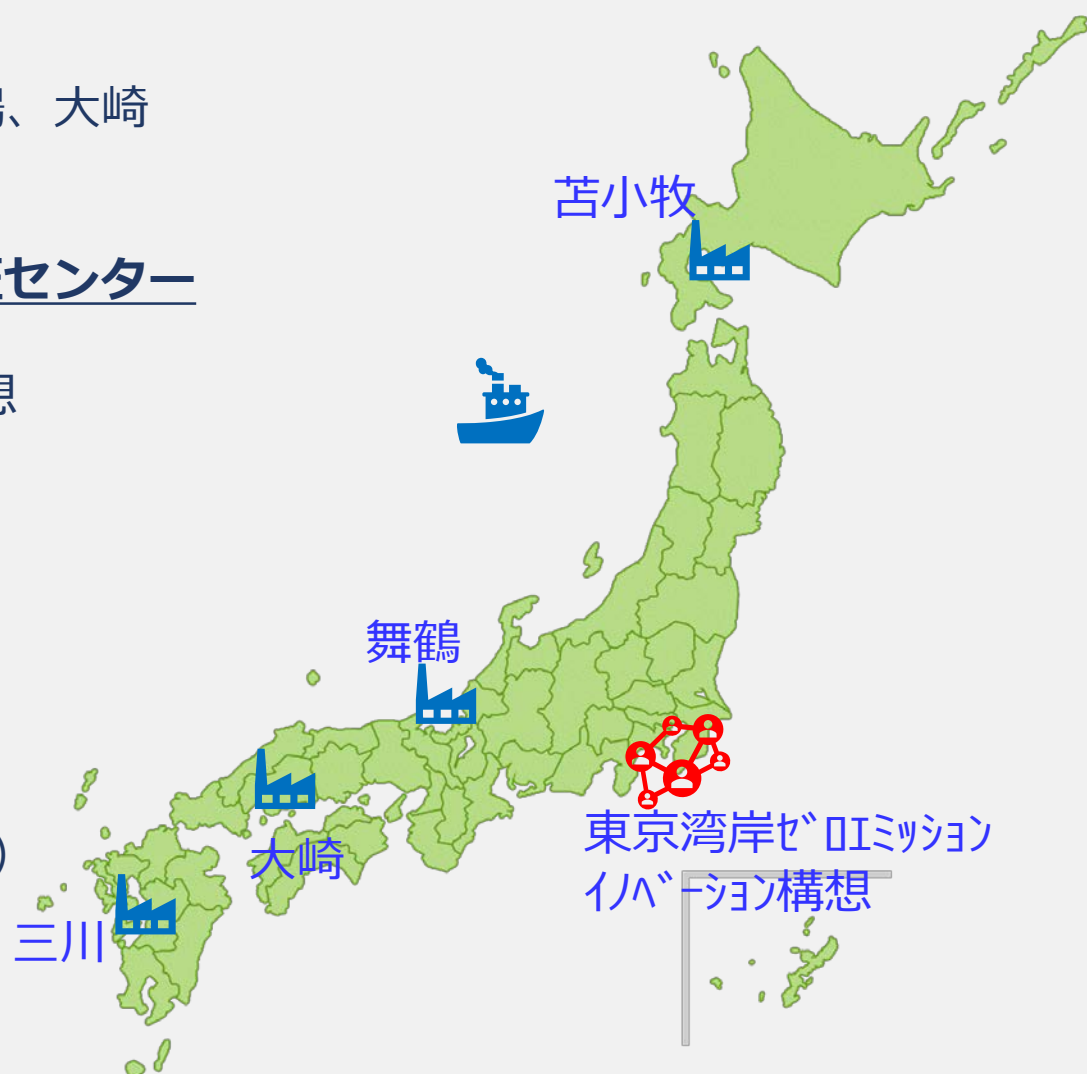 、大崎
センター
想
)
苫小牧
舞鶴
大崎
三川
東京湾岸ｾﾞﾛｴﾐｯｼｮﾝ
ｲﾉﾍﾞｰｼｮﾝ構想